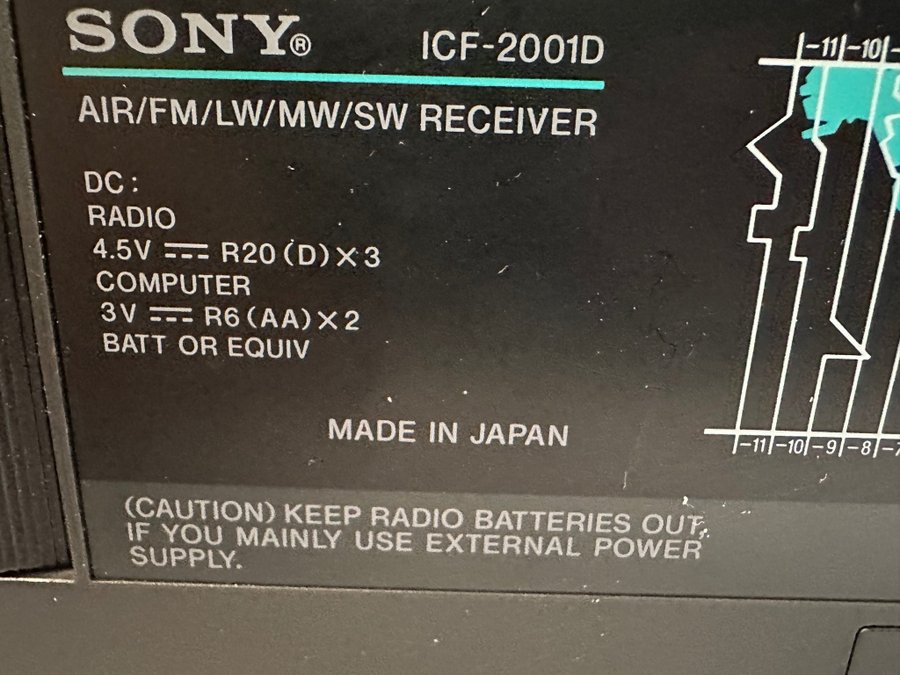 SONY® ICF-2001D
AIR/FM/LW/MW/SW RECEIVER
DC:
RADIO
4.5V ⎓ R20 (D)×3
COMPUTER
3V ⎓ R6 (AA)×2
BATT OR EQUIV
MADE IN JAPAN
(CAUTION) KEEP RADIO BATTERIES OUT,
IF YOU MAINLY USE EXTERNAL POWER
SUPPLY.
-11 -10 -
-11 -10 -9 -8 -7